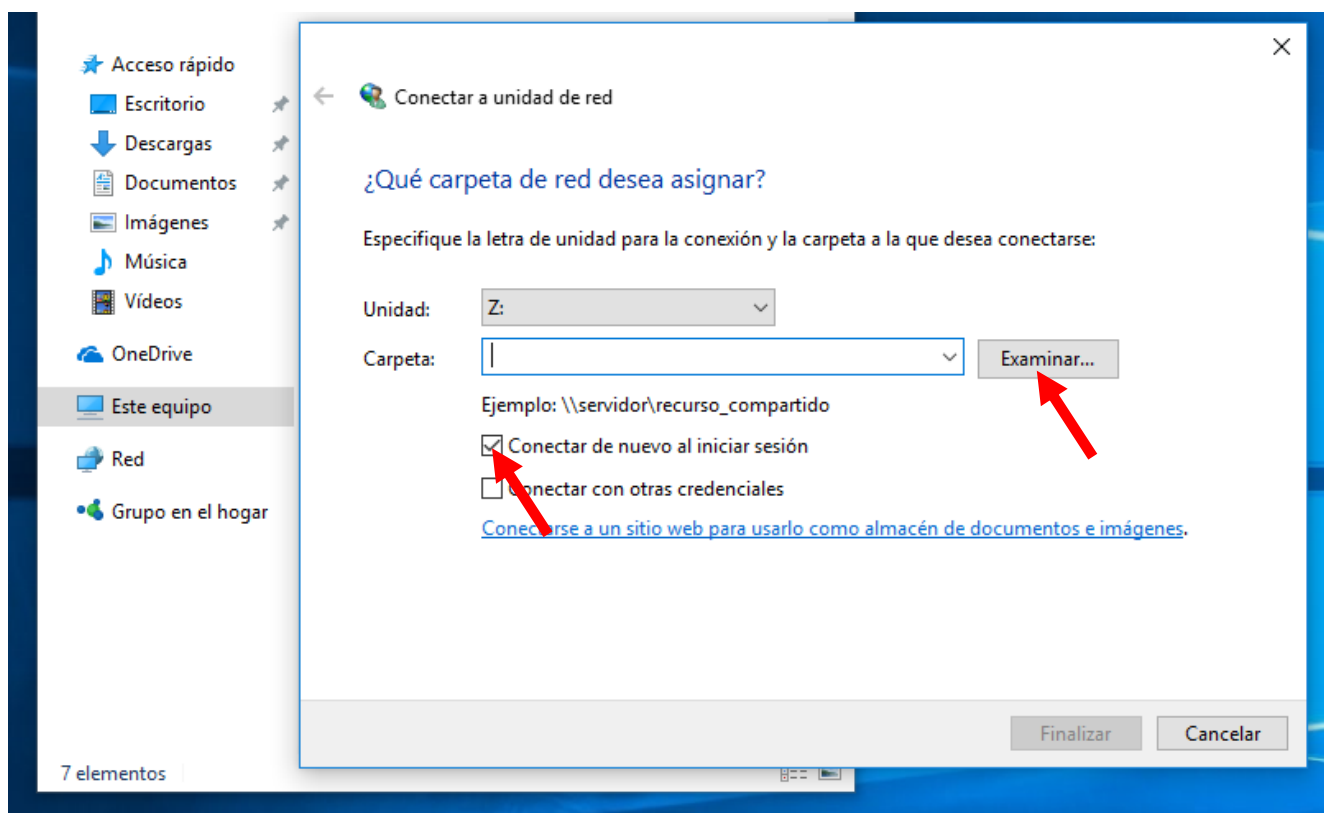 Acceso rápido
Escritorio
Descargas
Documentos
Imágenes
Música
Vídeos
OneDrive
Este equipo
Red
Grupo en el hogar
7 elementos
Conectar a unidad de red
¿Qué carpeta de red desea asignar?
Especifique la letra de unidad para la conexión y la carpeta a la que desea conectarse:
Unidad: Z:
Carpeta: Examinar...
Ejemplo: \\servidor\recurso_compartido
Conectar de nuevo al iniciar sesión
Conectar con otras credenciales
Conectarse a un sitio web para usarlo como almacén de documentos e imágenes.
Finalizar Cancelar